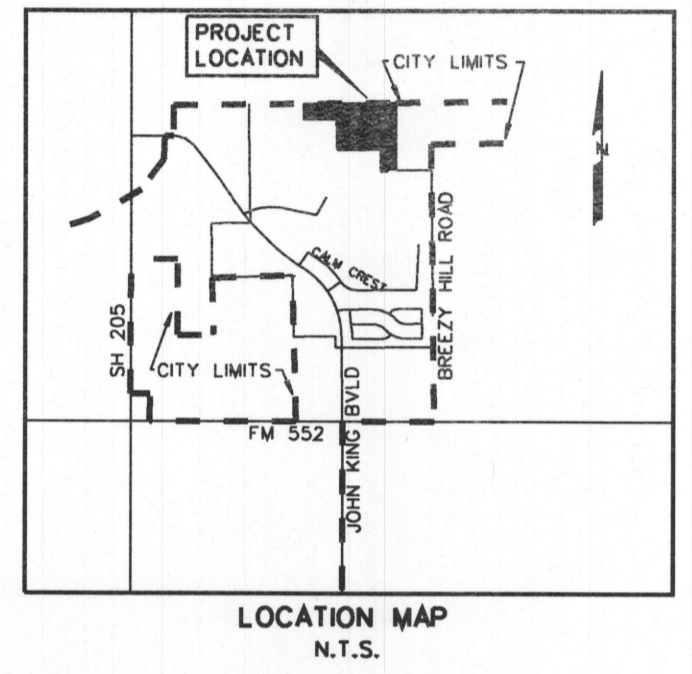 PROJECT
LOCATION
CITY LIMITS
N
CALM CREST
BREEZY HILL ROAD
SH 205
CITY LIMITS
FM 552
JOHN KING BVLD
LOCATION MAP
N.T.S.